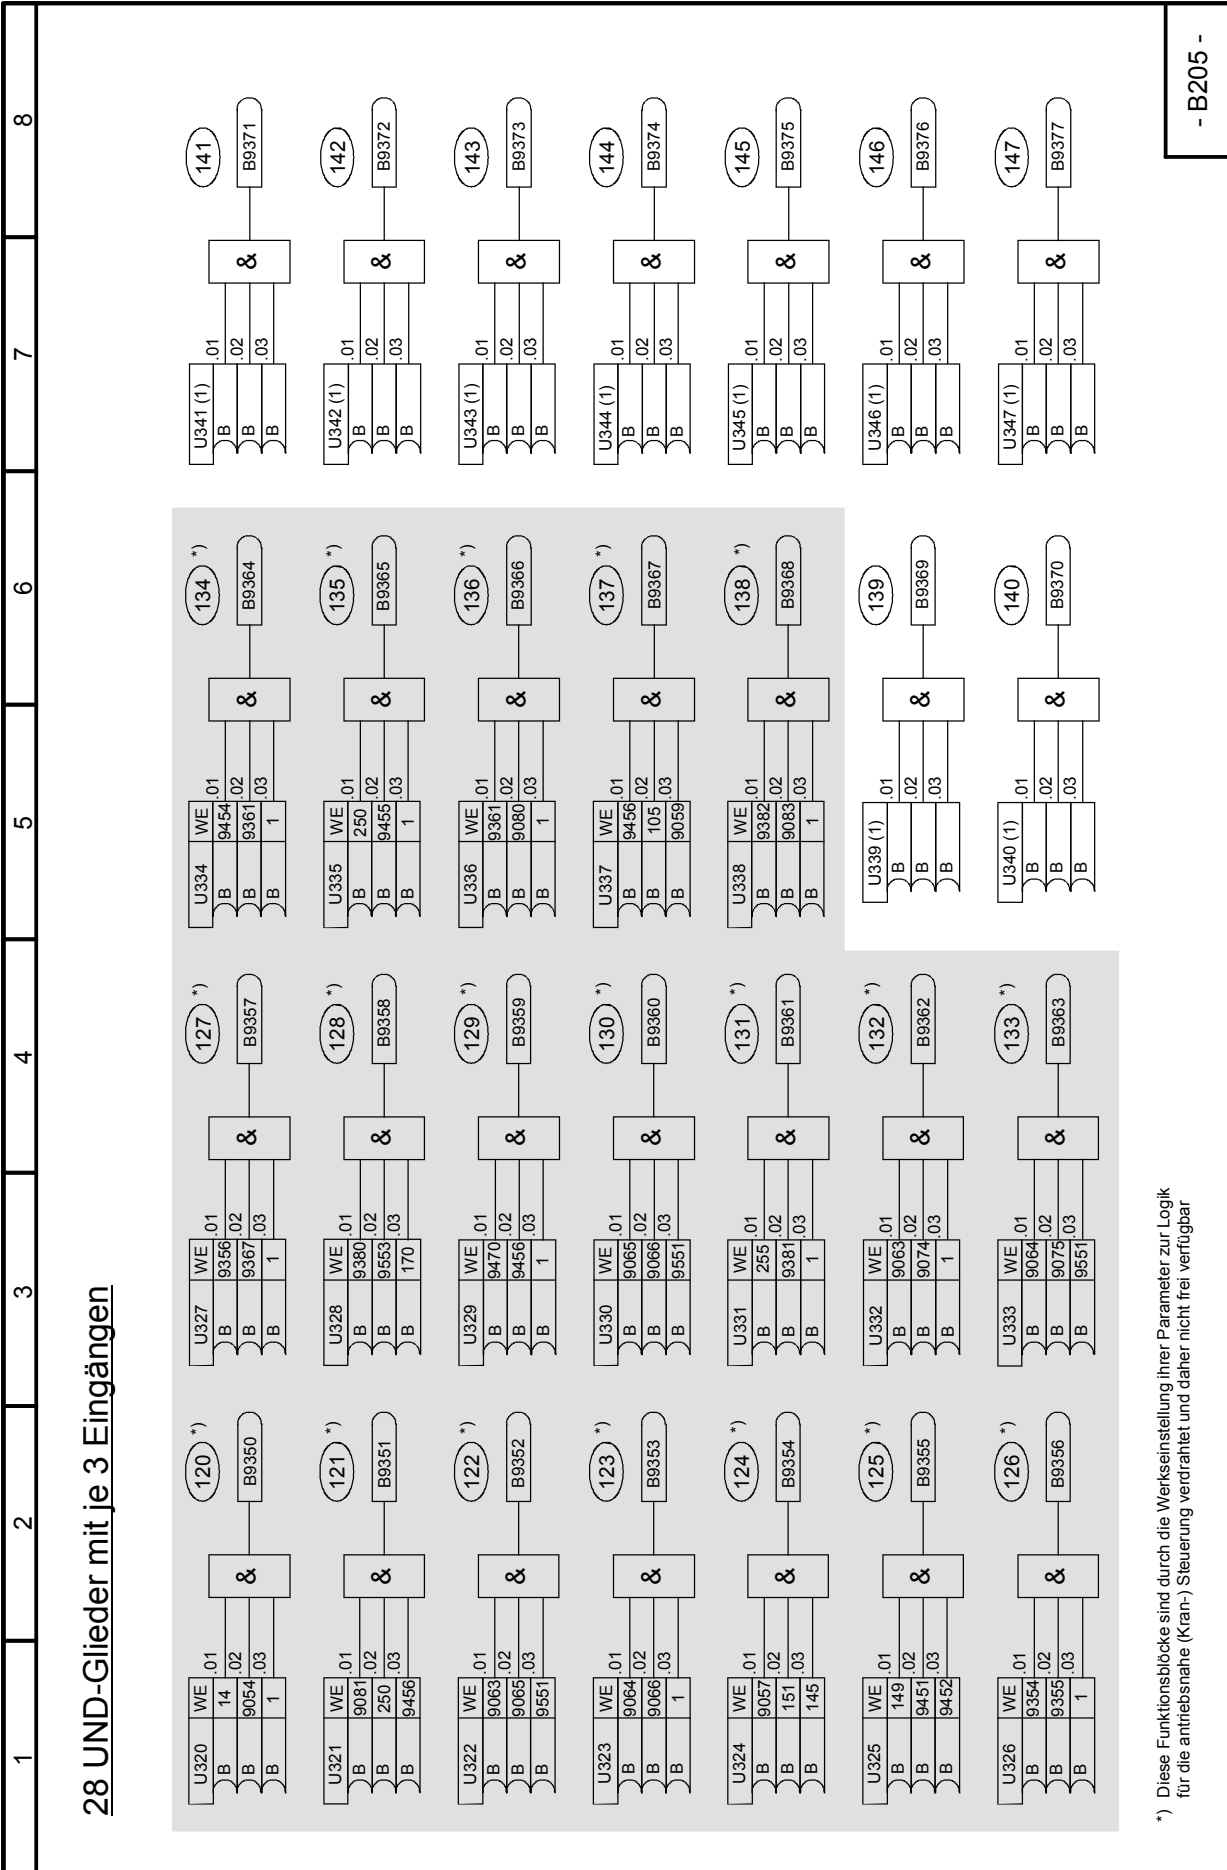 1 2 3 4 5 6 7 8
28 UND-Glieder mit je 3 Eingängen
U320 WE
B 14 .01
B 9054 .02
B 1 .03
&
B9350
120 *)
U321 WE
B 9081 .01
B 250 .02
B 9456 .03
&
B9351
121 *)
U322 WE
B 9063 .01
B 9065 .02
B 9551 .03
&
B9352
122 *)
U323 WE
B 9064 .01
B 9066 .02
B 1 .03
&
B9353
123 *)
U324 WE
B 9057 .01
B 151 .02
B 145 .03
&
B9354
124 *)
U325 WE
B 149 .01
B 9451 .02
B 9452 .03
&
B9355
125 *)
U326 WE
B 9354 .01
B 9355 .02
B 1 .03
&
B9356
126 *)
U327 WE
B 9356 .01
B 9367 .02
B 1 .03
&
B9357
127 *)
U328 WE
B 9380 .01
B 9553 .02
B 170 .03
&
B9358
128 *)
U329 WE
B 9470 .01
B 9456 .02
B 1 .03
&
B9359
129 *)
U330 WE
B 9065 .01
B 9066 .02
B 9551 .03
&
B9360
130 *)
U331 WE
B 255 .01
B 9381 .02
B 1 .03
&
B9361
131 *)
U332 WE
B 9063 .01
B 9074 .02
B 1 .03
&
B9362
132 *)
U333 WE
B 9064 .01
B 9075 .02
B 9551 .03
&
B9363
133 *)
U334 WE
B 9454 .01
B 9361 .02
B 1 .03
&
B9364
134 *)
U335 WE
B 250 .01
B 9455 .02
B 1 .03
&
B9365
135 *)
U336 WE
B 9361 .01
B 9080 .02
B 1 .03
&
B9366
136 *)
U337 WE
B 9456 .01
B 105 .02
B 9059 .03
&
B9367
137 *)
U338 WE
B 9382 .01
B 9083 .02
B 1 .03
&
B9368
138 *)
U339 (1)
B .01
B .02
B .03
&
B9369
139
U340 (1)
B .01
B .02
B .03
&
B9370
140
U341 (1)
B .01
B .02
B .03
&
B9371
141
U342 (1)
B .01
B .02
B .03
&
B9372
142
U343 (1)
B .01
B .02
B .03
&
B9373
143
U344 (1)
B .01
B .02
B .03
&
B9374
144
U345 (1)
B .01
B .02
B .03
&
B9375
145
U346 (1)
B .01
B .02
B .03
&
B9376
146
U347 (1)
B .01
B .02
B .03
&
B9377
147
*) Diese Funktionsblöcke sind durch die Werkseinstellung ihrer Parameter zur Logik
für die antriebsnahe (Kran-) Steuerung verdrahtet und daher nicht frei verfügbar
- B205 -